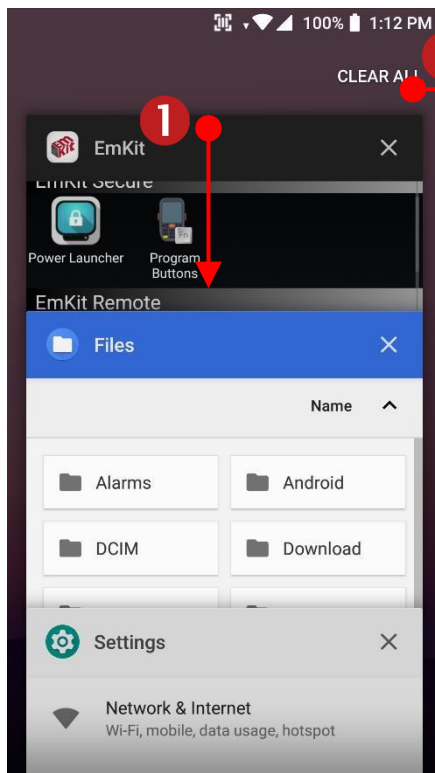 100% 1:12 PM
CLEAR ALL
1
EmKit
EmKit Secure
Power Launcher
Program
Buttons
Fn
EmKit Remote
Files
Name
Alarms
Android
DCIM
Download
Settings
Network & Internet
Wi-Fi, mobile, data usage, hotspot